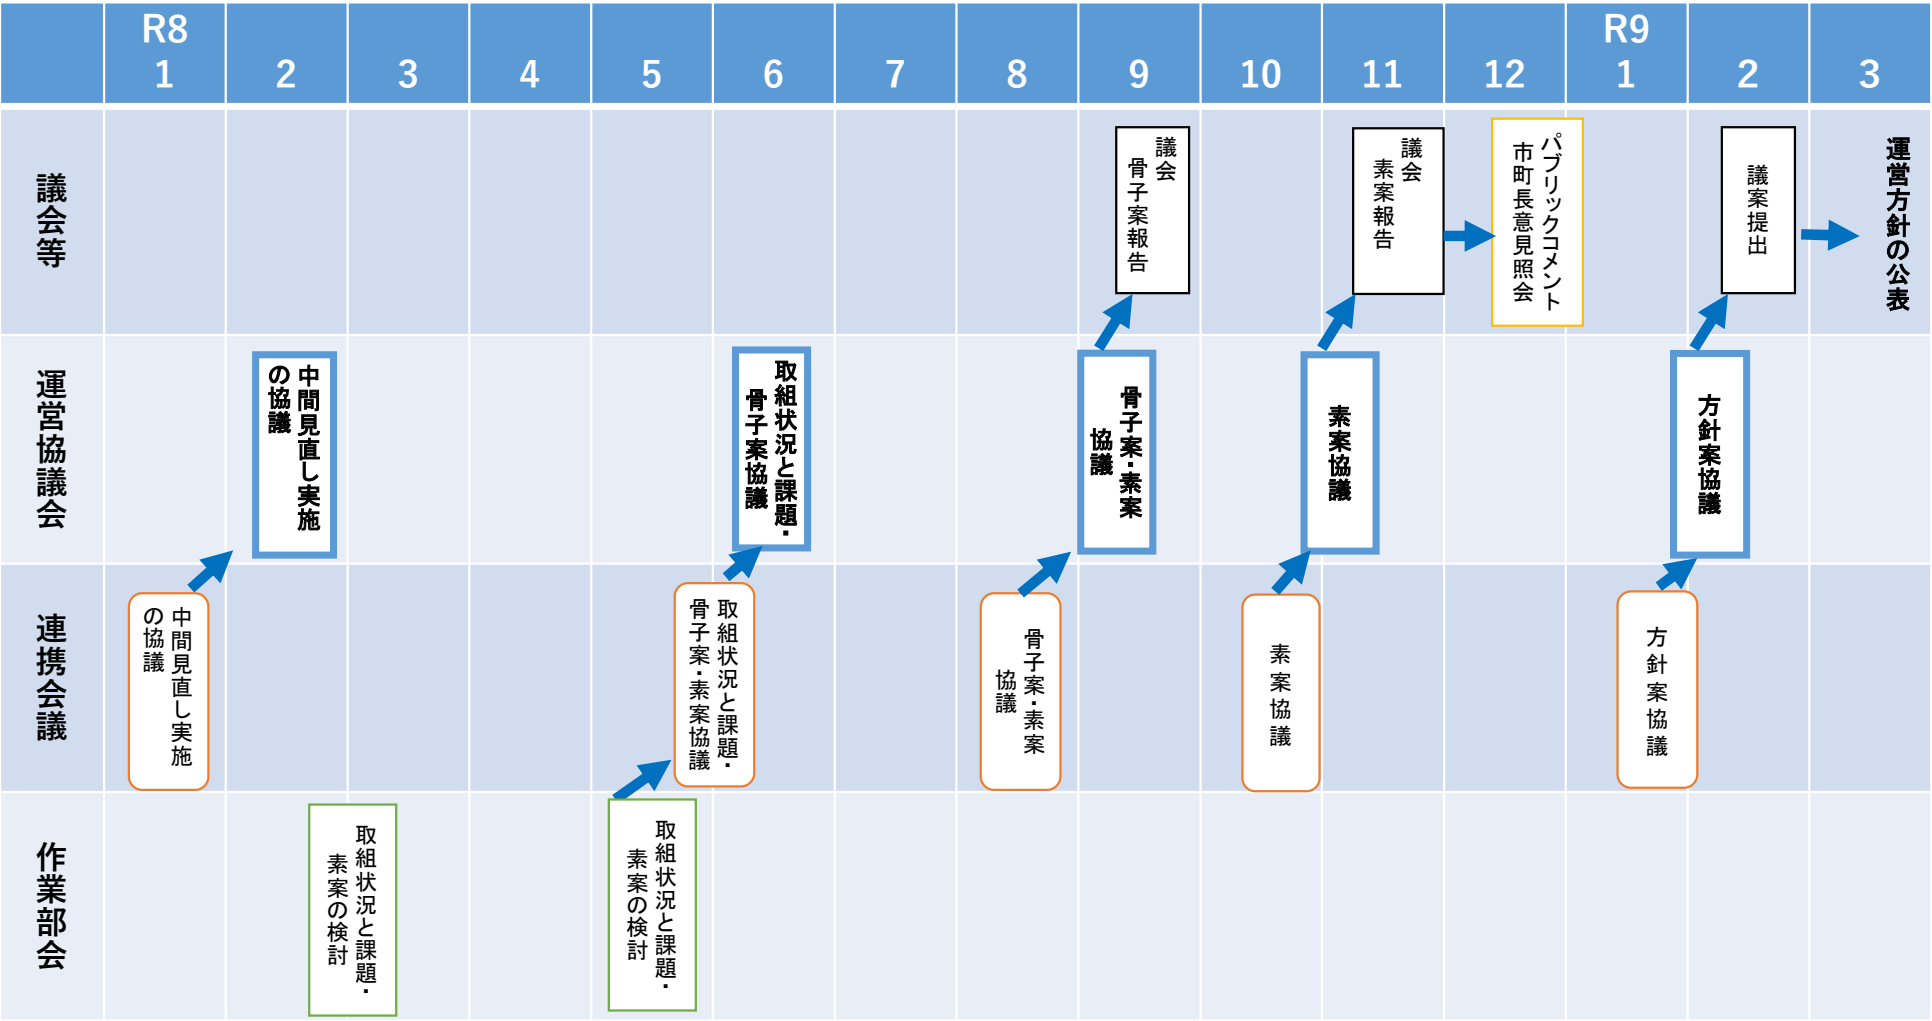 R8
1
2
3
4
5
6
7
8
9
10
11
12
R9
1
2
3
議会等
議会
骨子案報告
議会
素案報告
パブリックコメント
市町長意見照会
議案提出
運営方針の公表
運営協議会
中間見直し実施
の協議
取組状況と課題・
骨子案協議
骨子案・素案
協議
素案協議
方針案協議
連携会議
中間見直し実施
の協議
取組状況と課題・
骨子案・素案協議
骨子案・素案
協議
素案協議
方針案協議
作業部会
取組状況と課題・
素案の検討
取組状況と課題・
素案の検討